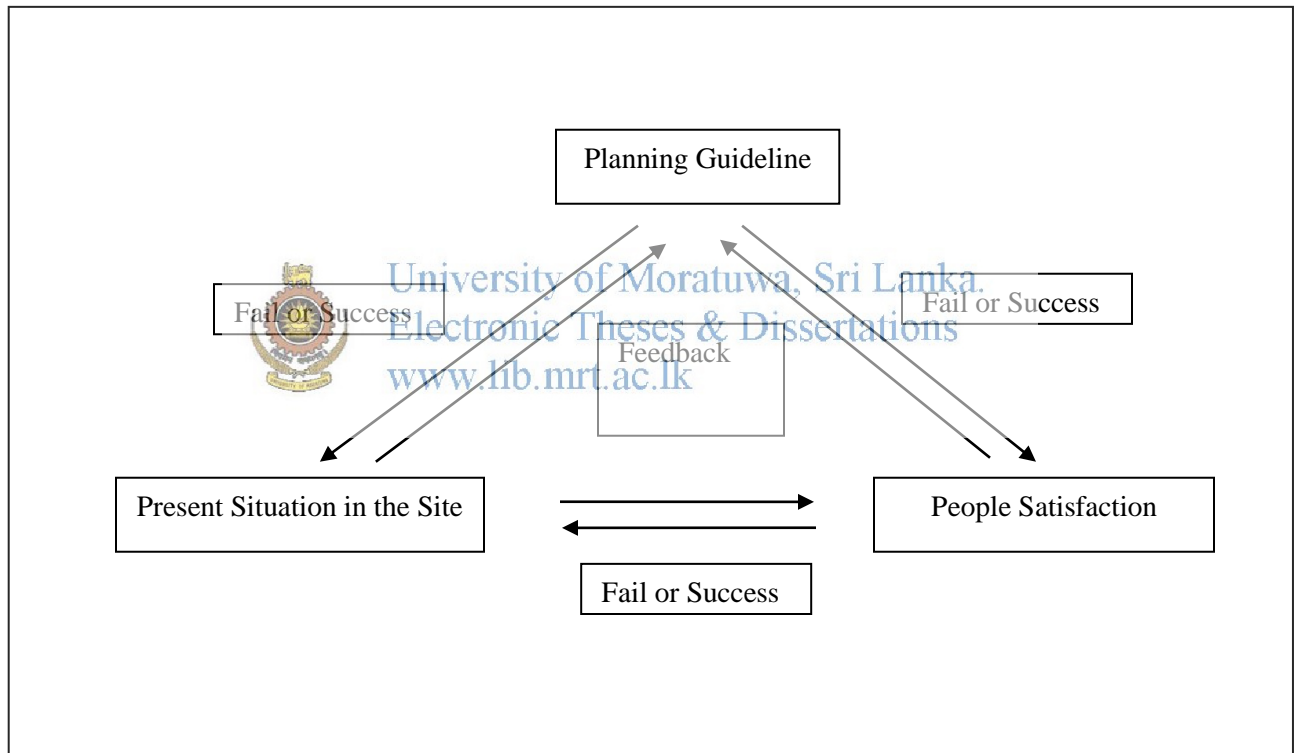 Planning Guideline
University of Moratuwa, Sri Lanka.
Fail or Success
Fail or Success
Electronic Theses & Dissertations
Feedback
www.lib.mrt.ac.lk
Present Situation in the Site
People Satisfaction
Fail or Success